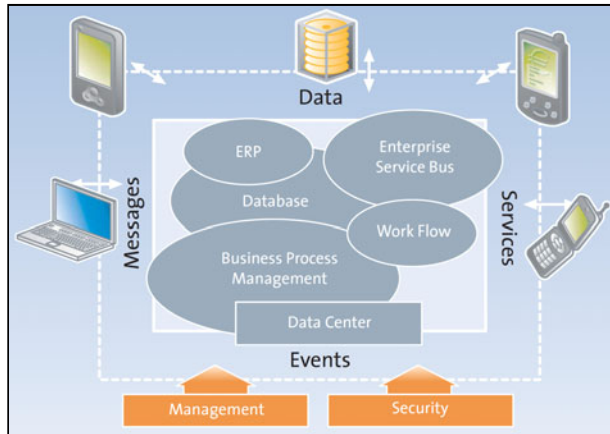 Data
ERP
Enterprise
Service Bus
Messages
Database
Services
Work Flow
Business Process
Management
Data Center
Events
Management
Security